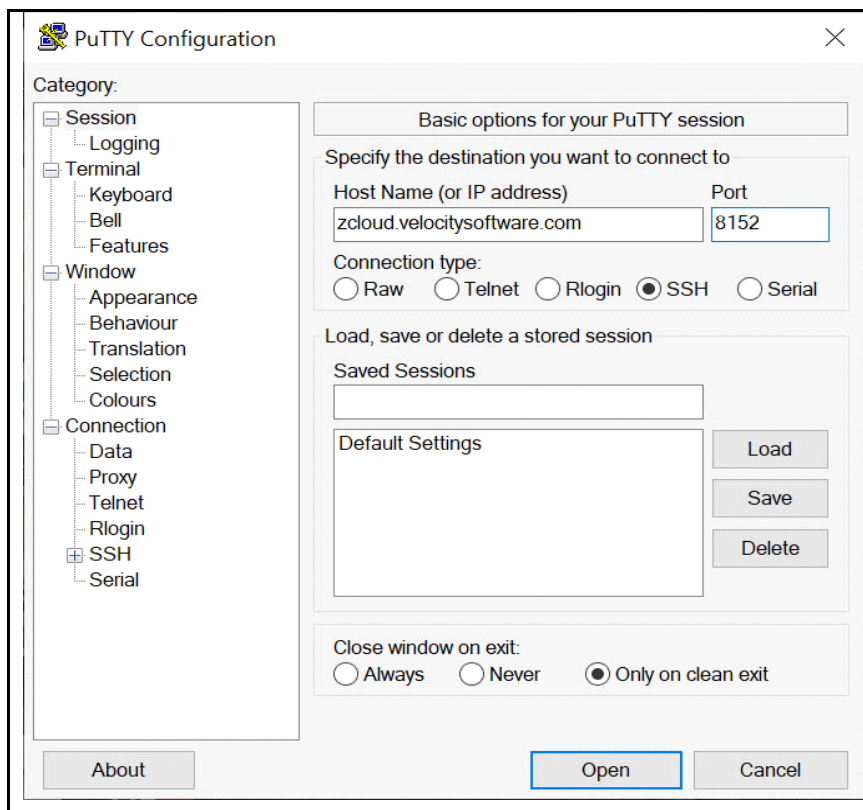 PuTTY Configuration
Category:
Session
Logging
Terminal
Keyboard
Bell
Features
Window
Appearance
Behaviour
Translation
Selection
Colours
Connection
Data
Proxy
Telnet
Rlogin
SSH
Serial
Basic options for your PuTTY session
Specify the destination you want to connect to
Host Name (or IP address) Port
zcloud.velocitysoftware.com 8152
Connection type:
Raw Telnet Rlogin SSH Serial
Load, save or delete a stored session
Saved Sessions
Default Settings
Load
Save
Delete
Close window on exit:
Always Never Only on clean exit
About Open Cancel